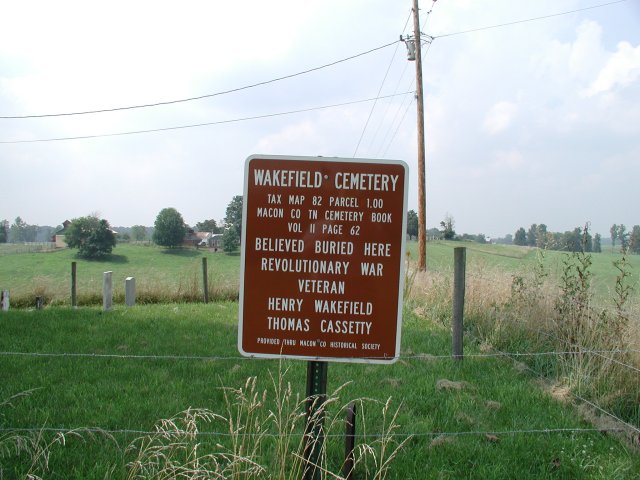 WAKEFIELD CEMETERY
TAX MAP 82 PARCEL 1.00
MACON CO TN CEMETERY BOOK
VOL II PAGE 62
BELIEVED BURIED HERE
REVOLUTIONARY WAR
VETERAN
HENRY WAKEFIELD
THOMAS CASSETTY
PROVIDED THRU MACON CO HISTORICAL SOCIETY